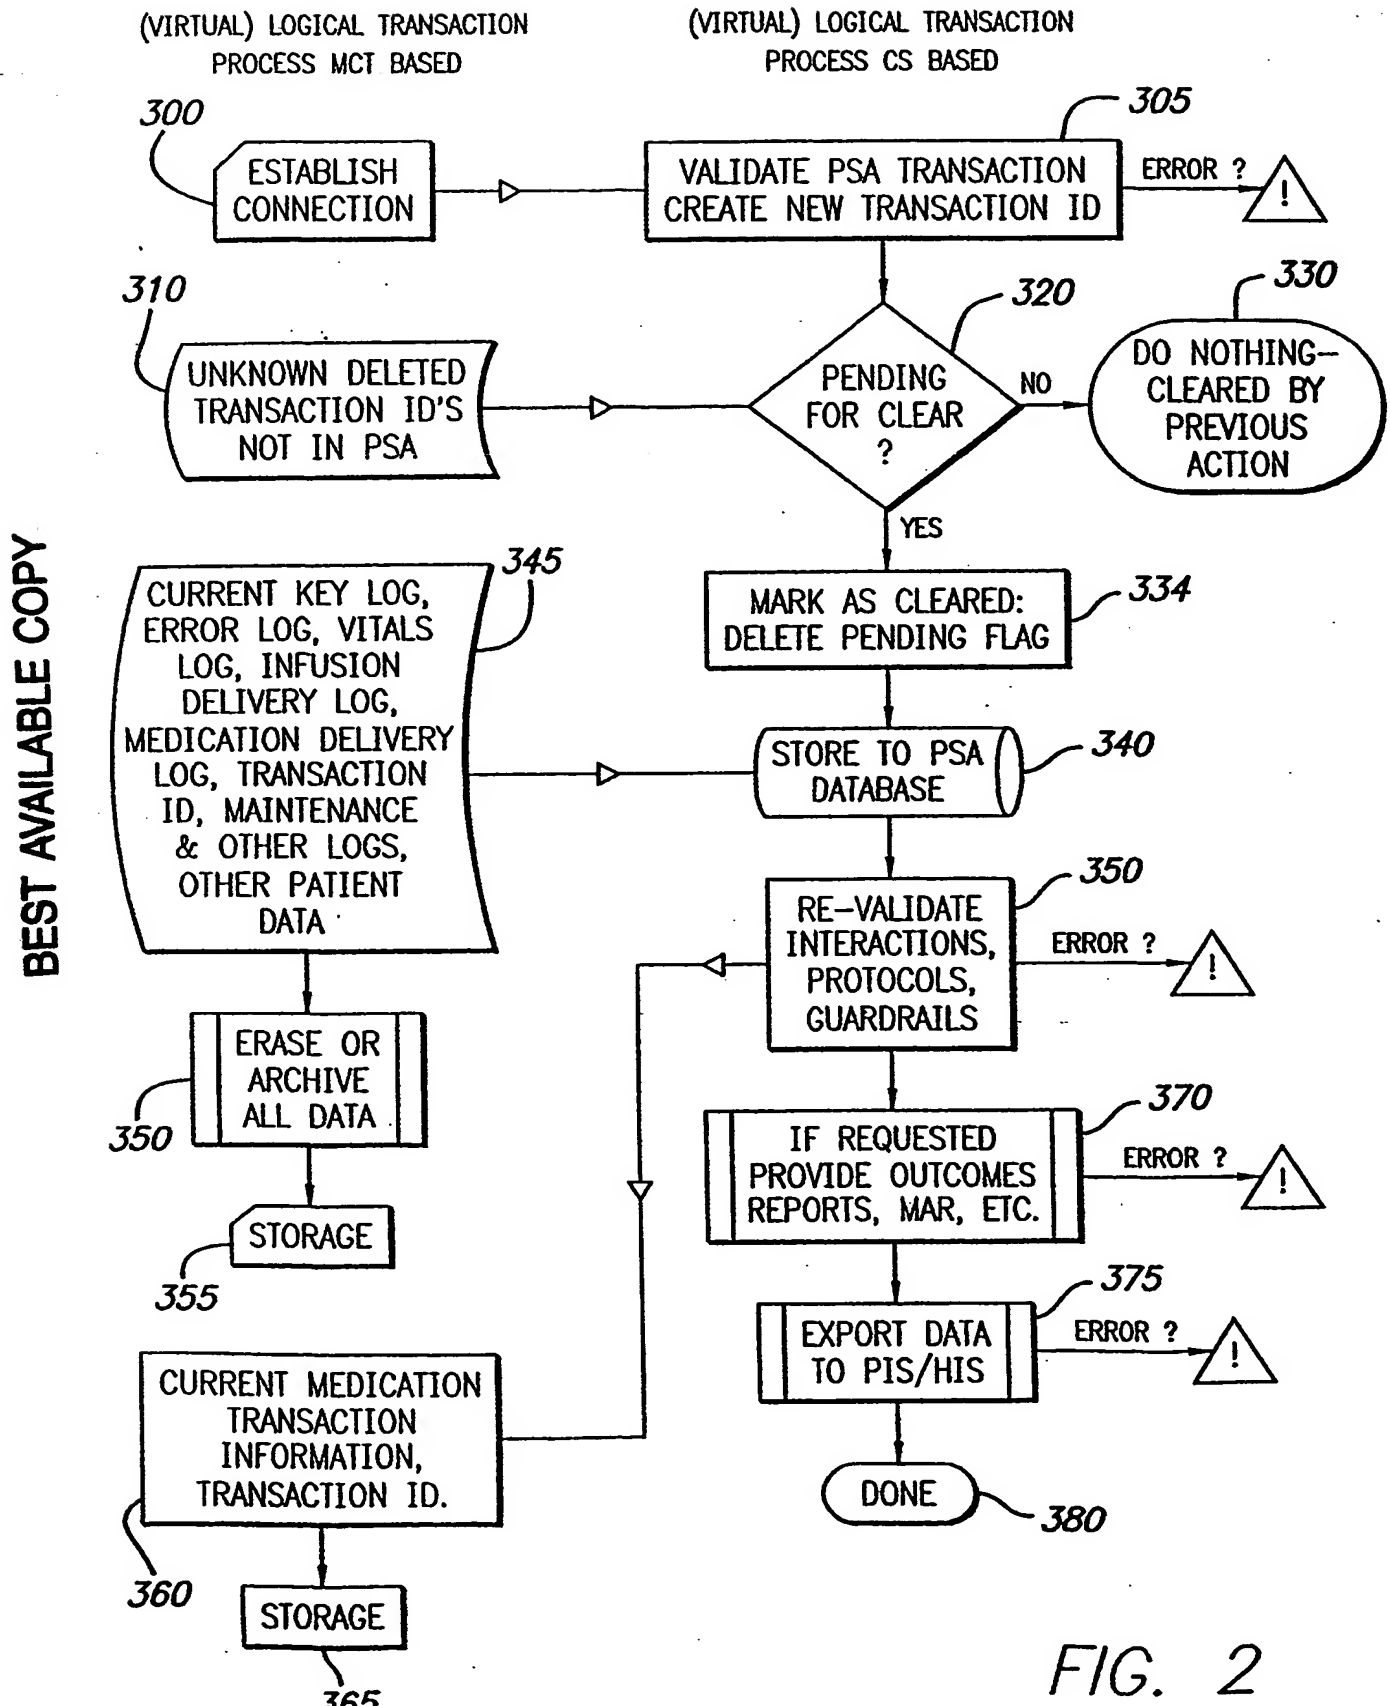 (VIRTUAL) LOGICAL TRANSACTION
PROCESS MCT BASED
(VIRTUAL) LOGICAL TRANSACTION
PROCESS CS BASED
300
ESTABLISH
CONNECTION
305
VALIDATE PSA TRANSACTION
CREATE NEW TRANSACTION ID
ERROR ?
!
310
UNKNOWN DELETED
TRANSACTION ID'S
NOT IN PSA
320
PENDING
FOR CLEAR
?
NO
330
DO NOTHING-
CLEARED BY
PREVIOUS
ACTION
YES
334
MARK AS CLEARED:
DELETE PENDING FLAG
345
CURRENT KEY LOG,
ERROR LOG, VITALS
LOG, INFUSION
DELIVERY LOG,
MEDICATION DELIVERY
LOG, TRANSACTION
ID, MAINTENANCE
& OTHER LOGS,
OTHER PATIENT
DATA
340
STORE TO PSA
DATABASE
350
RE-VALIDATE
INTERACTIONS,
PROTOCOLS,
GUARDRAILS
ERROR ?
!
350
ERASE OR
ARCHIVE
ALL DATA
370
IF REQUESTED
PROVIDE OUTCOMES
REPORTS, MAR, ETC.
ERROR ?
!
STORAGE
355
375
EXPORT DATA
TO PIS/HIS
ERROR ?
!
CURRENT MEDICATION
TRANSACTION
INFORMATION,
TRANSACTION ID.
360
DONE
380
STORAGE
365
FIG. 2
BEST AVAILABLE COPY